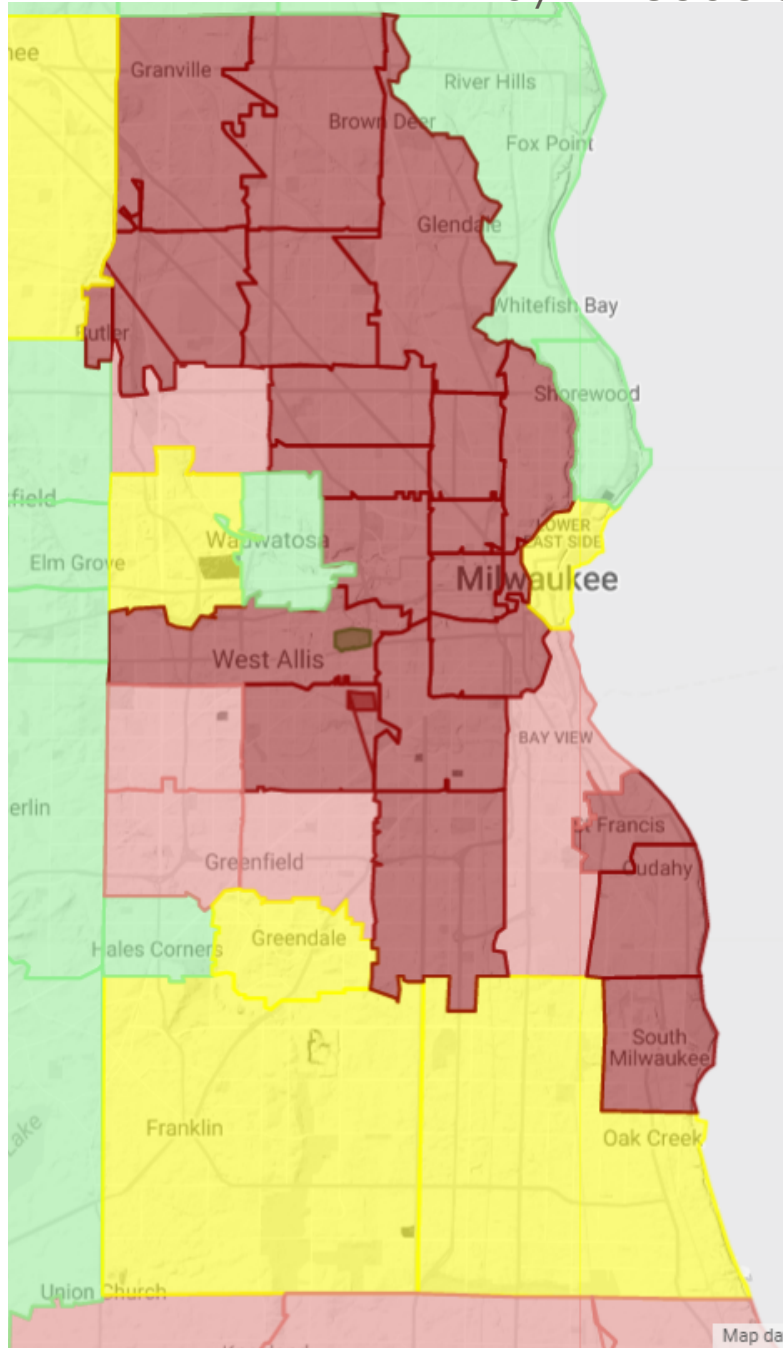 Granville
River Hills
Brown Deer
Fox Point
Glendale
Whitefish Bay
Butler
Shorewood
Wauwatosa
LOWER
EAST SIDE
Elm Grove
Milwaukee
West Allis
BAY VIEW
St Francis
Cudahy
Greenfield
Greendale
Hales Corners
South
Milwaukee
Franklin
Oak Creek
Lake
Union Church
Map da